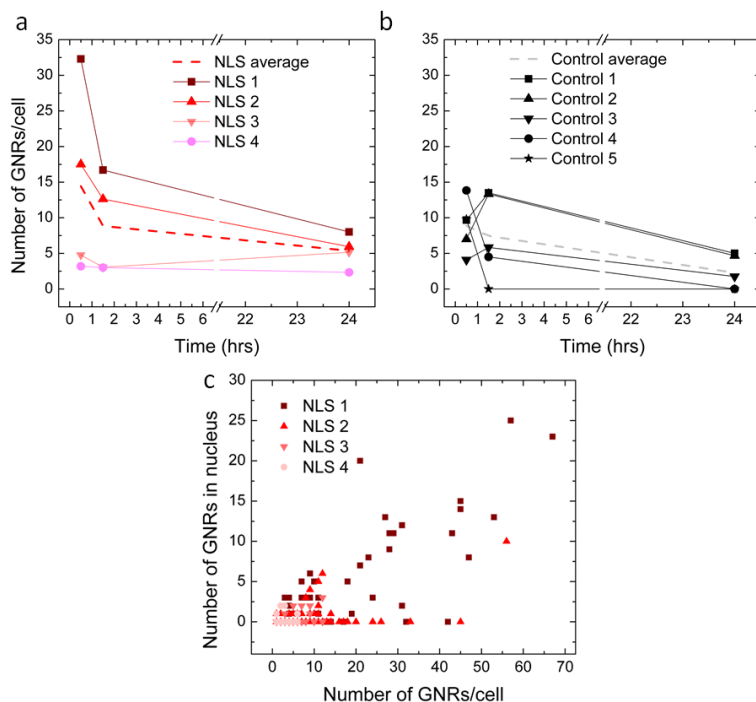 a
Number of GNRs/cell
35
30
25
20
15
10
5
0
NLS average
NLS 1
NLS 2
NLS 3
NLS 4
0 1 2 3 4 5 6 22 23 24
Time (hrs)
b
35
30
25
20
15
10
5
0
Control average
Control 1
Control 2
Control 3
Control 4
Control 5
0 1 2 3 4 5 6 22 23 24
Time (hrs)
c
Number of GNRs in nucleus
30
25
20
15
10
5
0
NLS 1
NLS 2
NLS 3
NLS 4
0 10 20 30 40 50 60 70
Number of GNRs/cell